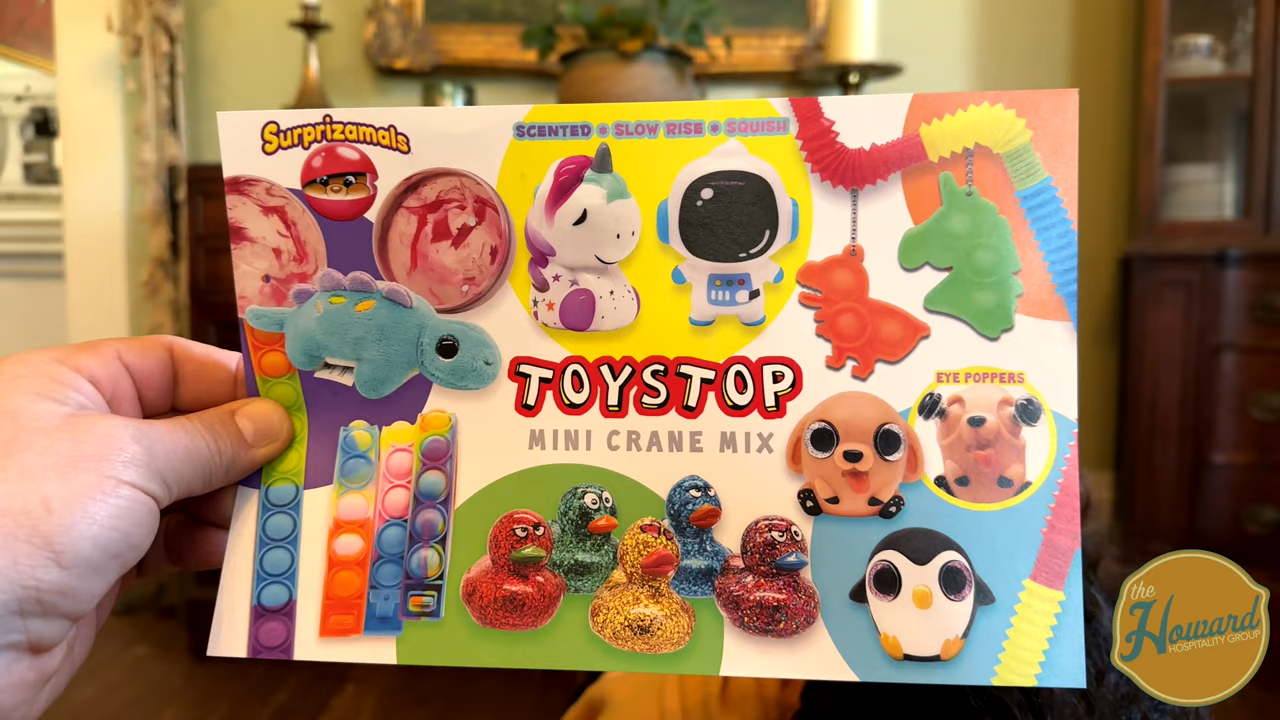 Surprizamals
SCENTED * SLOW RISE * SQUISH
TOYSTOP
MINI CRANE MIX
EYE POPPERS
the
Howard
HOSPITALITY GROUP